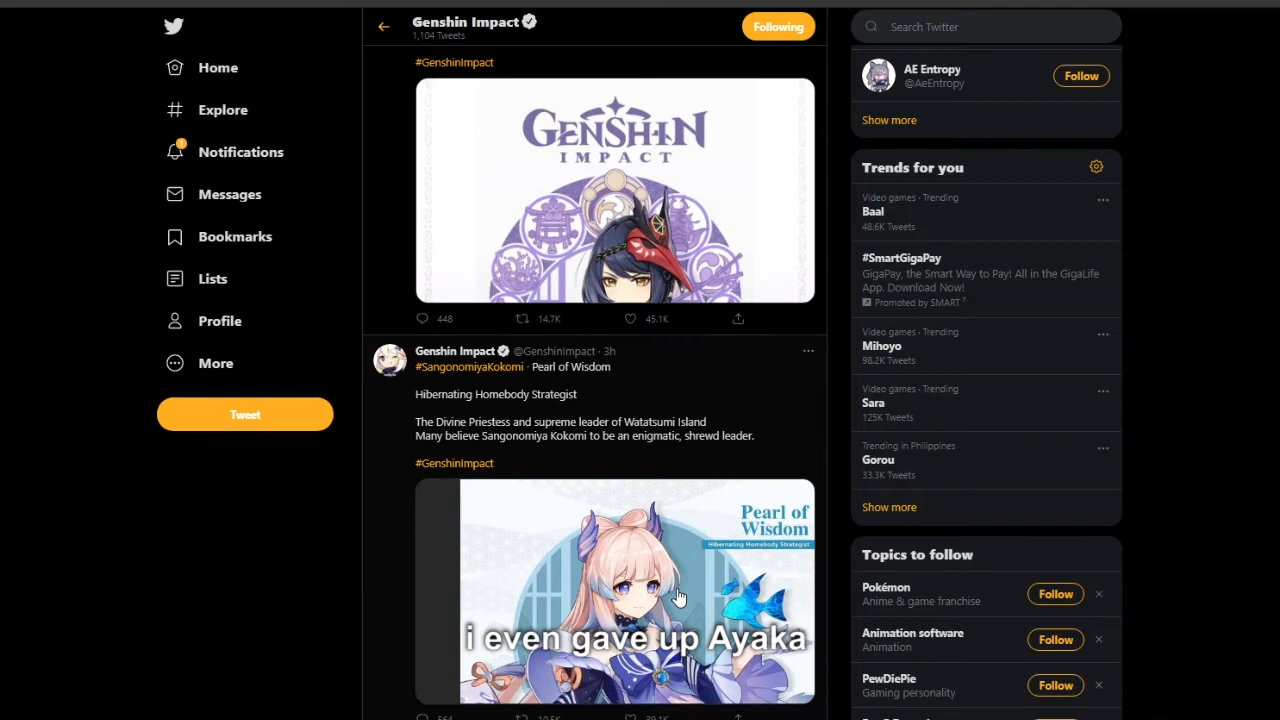 Home
Explore
1
Notifications
Messages
Bookmarks
Lists
Profile
More
Tweet
Genshin Impact
1,104 Tweets
Following
#GenshinImpact
GENSHIN
IMPACT
448 14.7K 45.1K
Genshin Impact @GenshinImpact · 3h
#SangonomiyaKokomi · Pearl of Wisdom
Hibernating Homebody Strategist
The Divine Priestess and supreme leader of Watatsumi Island
Many believe Sangonomiya Kokomi to be an enigmatic, shrewd leader.
#GenshinImpact
Pearl of
Wisdom
Hibernating Homebody Strategist
i even gave up Ayaka
Search Twitter
AE Entropy
@AeEntropy
Follow
Show more
Trends for you
Video games · Trending
Baal
48.6K Tweets
#SmartGigaPay
GigaPay, the Smart Way to Pay! All in the GigaLife
App. Download Now!
Promoted by SMART
Video games · Trending
Mihoyo
98.2K Tweets
Video games · Trending
Sara
125K Tweets
Trending in Philippines
Gorou
33.3K Tweets
Show more
Topics to follow
Pokémon
Anime & game franchise
Follow
Animation software
Animation
Follow
PewDiePie
Gaming personality
Follow